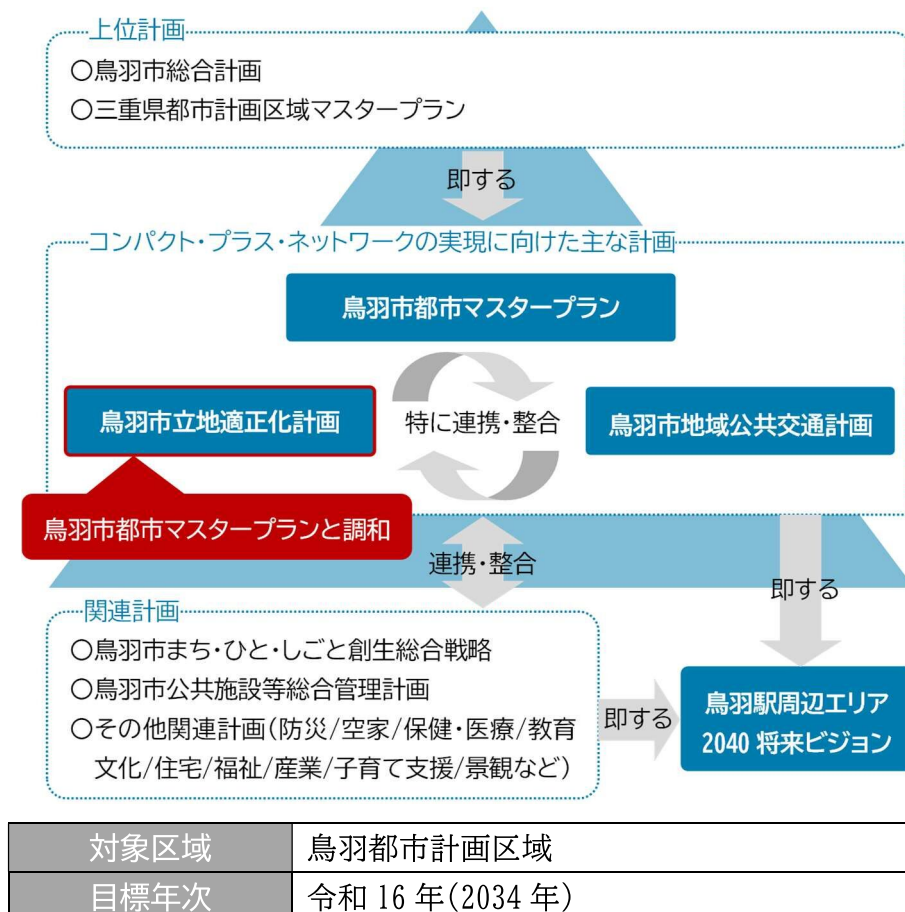 上位計画
○鳥羽市総合計画
○三重県都市計画区域マスタープラン
即する
コンパクト・プラス・ネットワークの実現に向けた主な計画
鳥羽市都市マスタープラン
鳥羽市立地適正化計画
特に連携・整合
鳥羽市地域公共交通計画
鳥羽市都市マスタープランと調和
連携・整合
即する
関連計画
○鳥羽市まち・ひと・しごと創生総合戦略
○鳥羽市公共施設等総合管理計画
○その他関連計画(防災/空家/保健・医療/教育
文化/住宅/福祉/産業/子育て支援/景観など)
即する
鳥羽駅周辺エリア
2040 将来ビジョン
対象区域 鳥羽都市計画区域
目標年次 令和 16 年(2034 年)